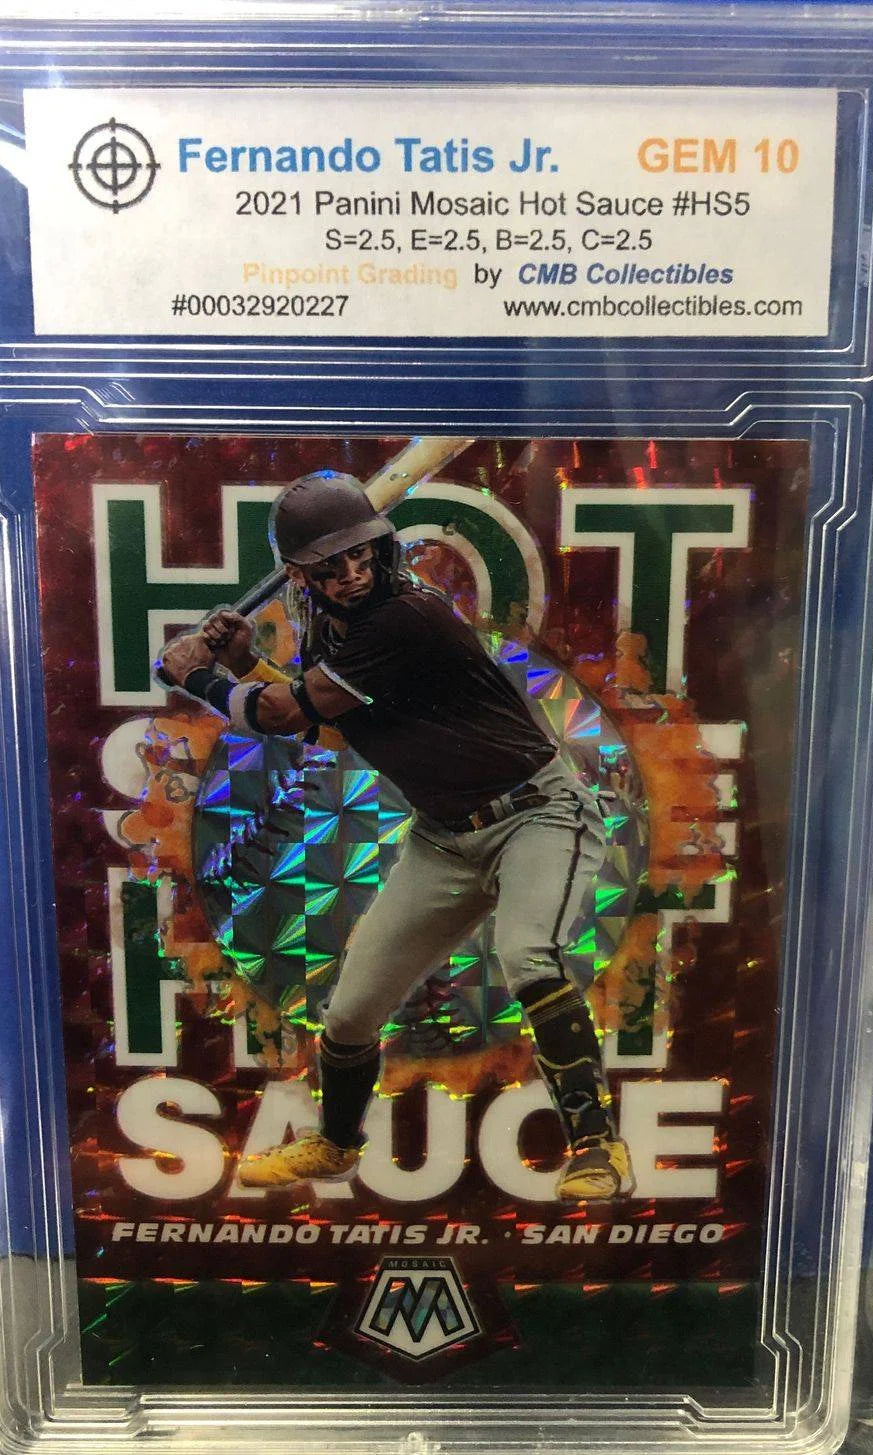 Fernando Tatis Jr. GEM 10
2021 Panini Mosaic Hot Sauce #HS5
S=2.5, E=2.5, B=2.5, C=2.5
Pinpoint Grading by CMB Collectibles
#00032920227 www.cmbcollectibles.com
HOT
S E
HOT
SAUCE
FERNANDO TATIS JR. · SAN DIEGO
MOSAIC
M